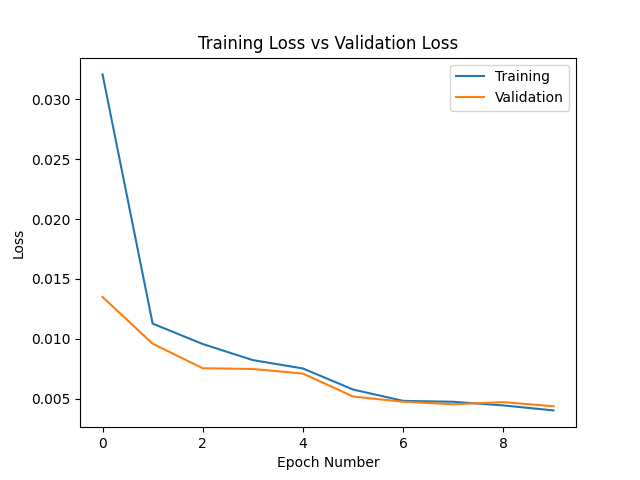 Training Loss vs Validation Loss
Training
Validation
0.030
0.025
0.020
0.015
0.010
0.005
Loss
0 2 4 6 8
Epoch Number